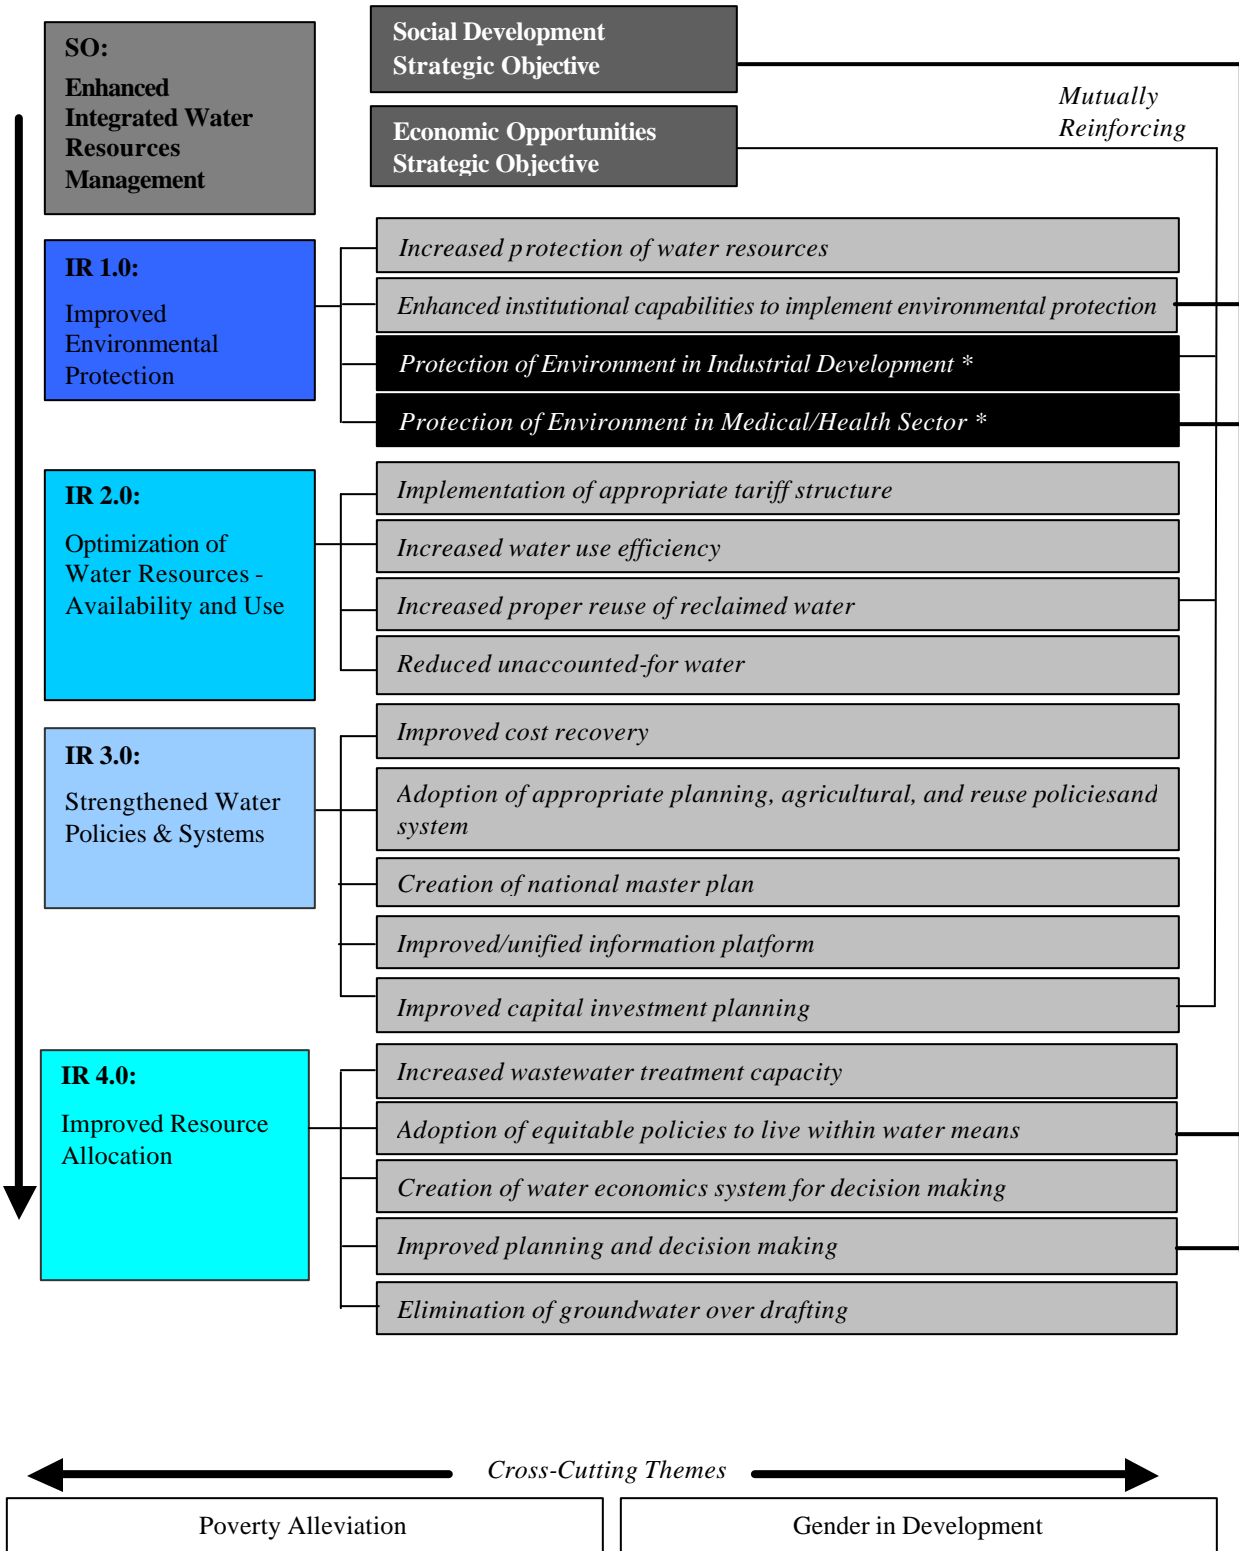 SO:
Enhanced
Integrated Water
Resources
Management
Social Development
Strategic Objective
Economic Opportunities
Strategic Objective
Mutually
Reinforcing
IR 1.0:
Improved
Environmental
Protection
Increased protection of water resources
Enhanced institutional capabilities to implement environmental protection
Protection of Environment in Industrial Development *
Protection of Environment in Medical/Health Sector *
IR 2.0:
Optimization of
Water Resources -
Availability and Use
Implementation of appropriate tariff structure
Increased water use efficiency
Increased proper reuse of reclaimed water
Reduced unaccounted-for water
IR 3.0:
Strengthened Water
Policies & Systems
Improved cost recovery
Adoption of appropriate planning, agricultural, and reuse policiesand
system
Creation of national master plan
Improved/unified information platform
Improved capital investment planning
IR 4.0:
Improved Resource
Allocation
Increased wastewater treatment capacity
Adoption of equitable policies to live within water means
Creation of water economics system for decision making
Improved planning and decision making
Elimination of groundwater over drafting
Cross-Cutting Themes
Poverty Alleviation
Gender in Development